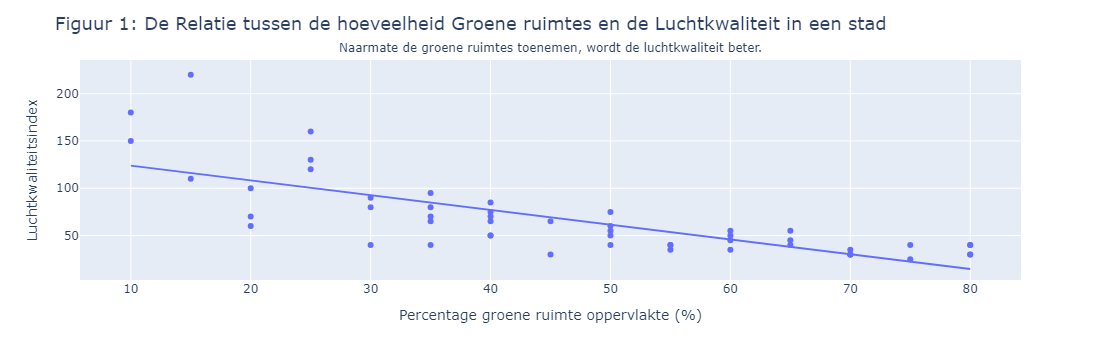 Figuur 1: De Relatie tussen de hoeveelheid Groene ruimtes en de Luchtkwaliteit in een stad
Naarmate de groene ruimtes toenemen, wordt de luchtkwaliteit beter.
Luchtkwaliteitsindex
200
150
100
50
10 20 30 40 50 60 70 80
Percentage groene ruimte oppervlakte (%)